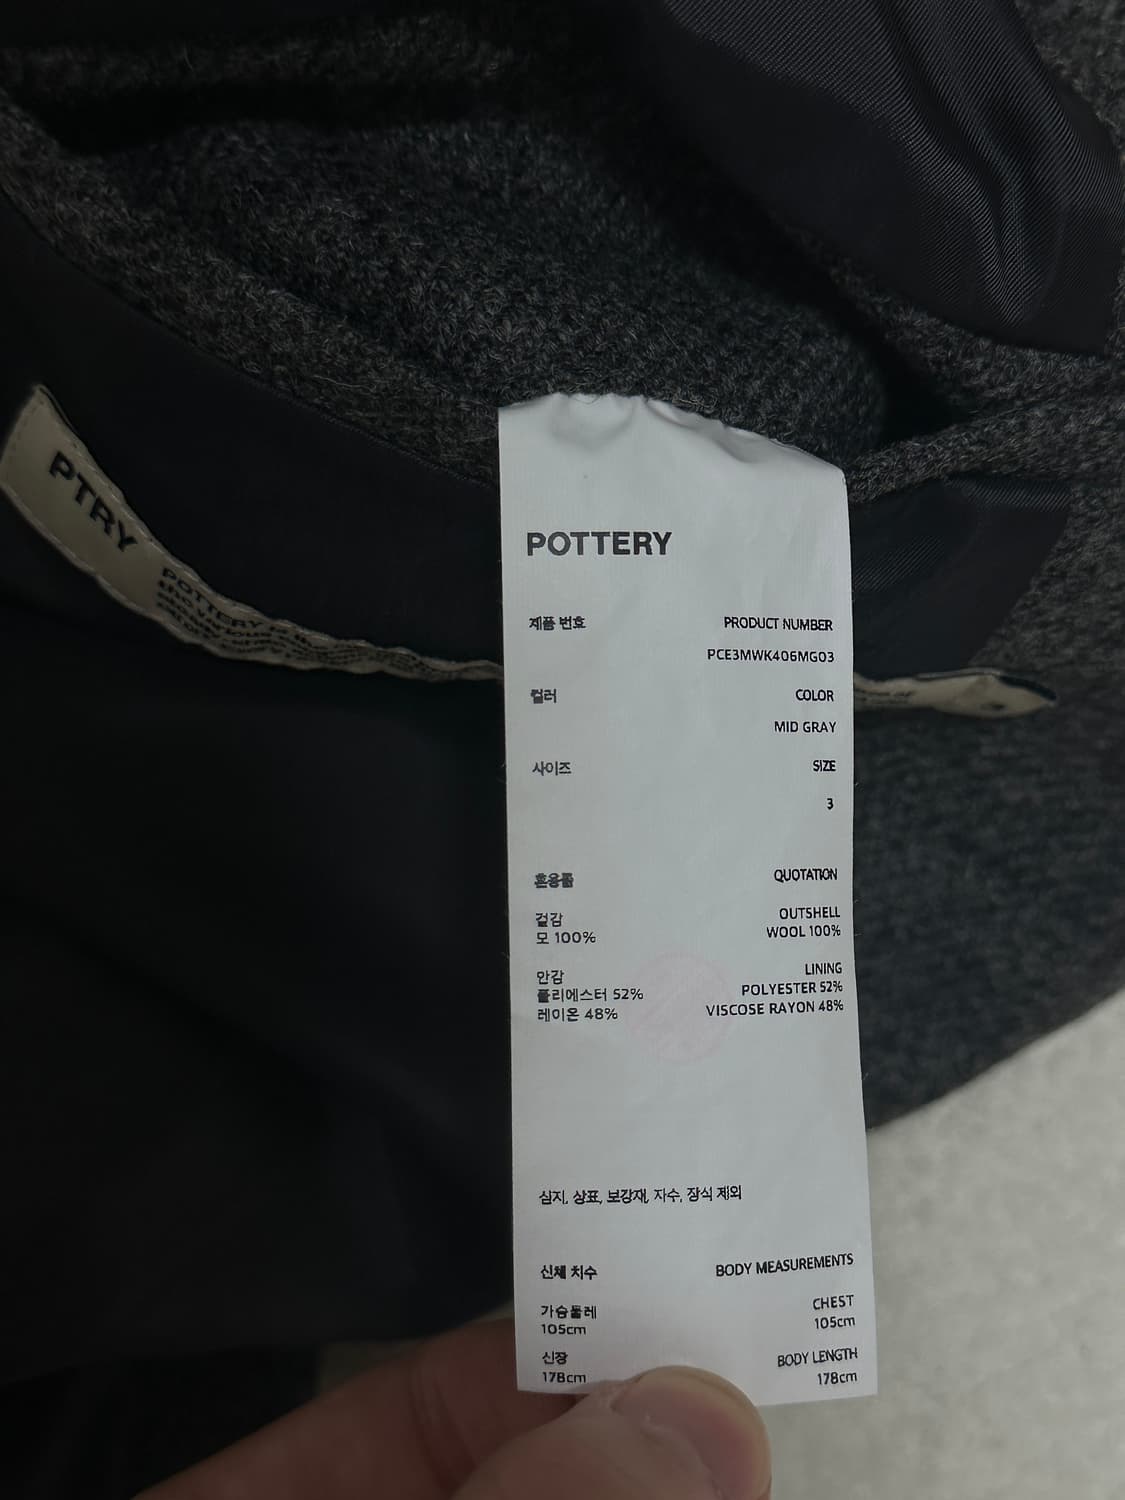 PTRY
POTTERY
POTTERY
제품 번호 PRODUCT NUMBER
PCE3MWK406MG03
컬러 COLOR
MID GRAY
사이즈 SIZE
3
혼용률 QUOTATION
겉감 OUTSHELL
모 100% WOOL 100%
안감 LINING
폴리에스터 52% POLYESTER 52%
레이온 48% VISCOSE RAYON 48%
심지, 상표, 보강재, 자수, 장식 제외
신체 치수 BODY MEASUREMENTS
가슴둘레 CHEST
105cm 105cm
신장 BODY LENGTH
178cm 178cm